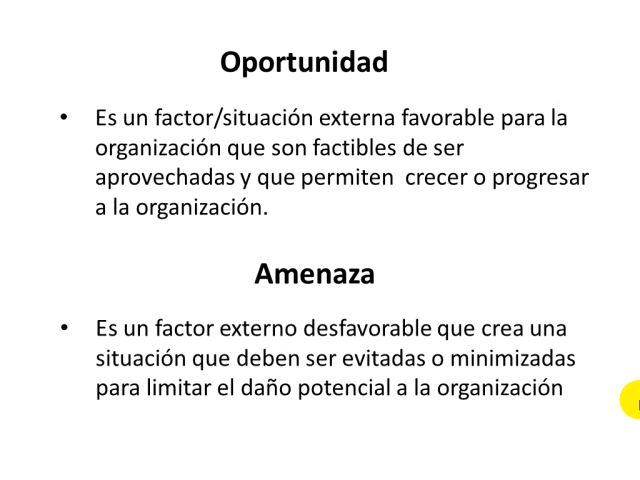 Oportunidad
• Es un factor/situación externa favorable para la
organización que son factibles de ser
aprovechadas y que permiten  crecer o progresar
a la organización.
Amenaza
• Es un factor externo desfavorable que crea una
situación que deben ser evitadas o minimizadas
para limitar el daño potencial a la organización